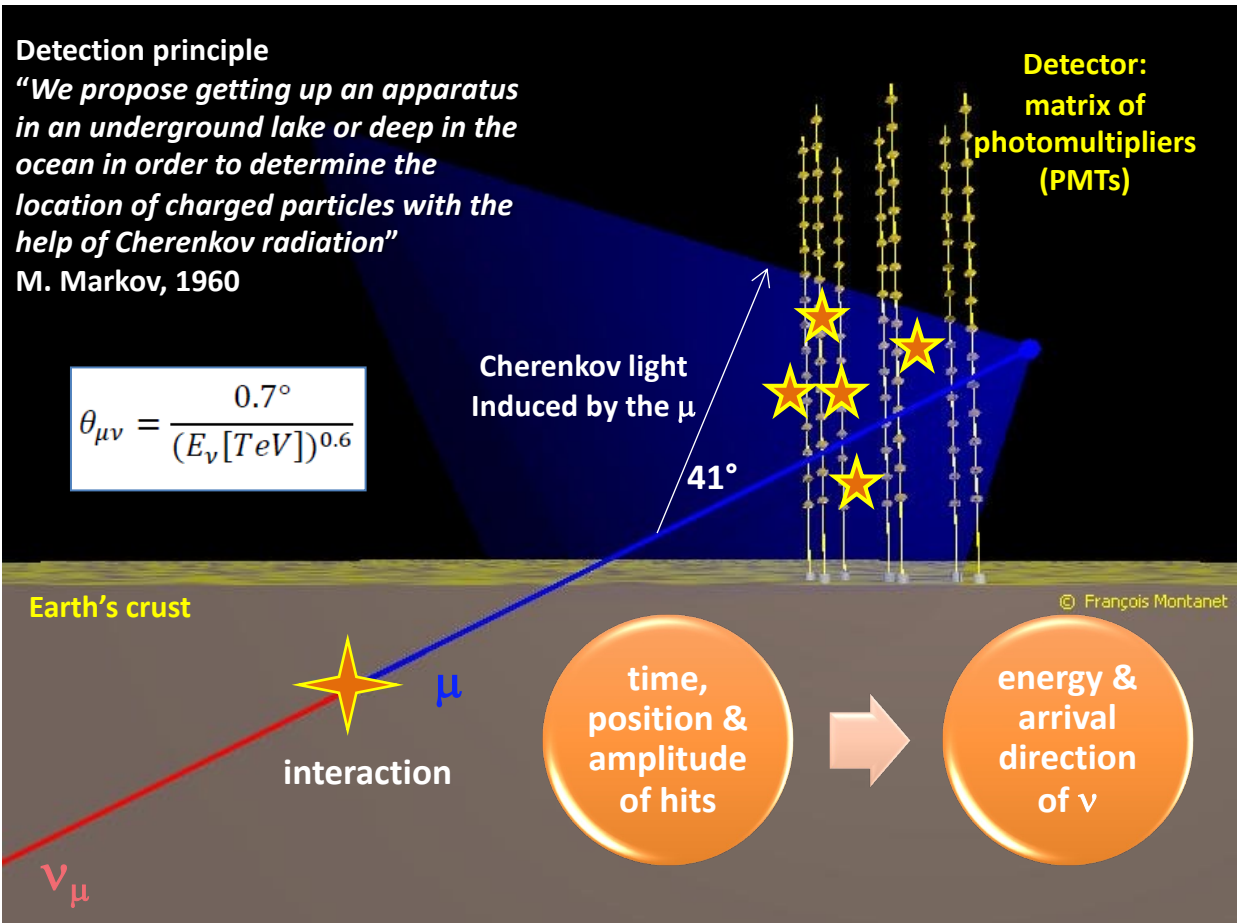 Detection principle
“We propose getting up an apparatus
in an underground lake or deep in the
ocean in order to determine the
location of charged particles with the
help of Cherenkov radiation”
M. Markov, 1960
Detector:
matrix of
photomultipliers
(PMTs)
θμν = 0.7° / (Eν[TeV])^0.6
Cherenkov light
Induced by the μ
41°
Earth’s crust
© François Montanet
μ
interaction
νμ
time,
position &
amplitude
of hits
energy &
arrival
direction
of ν